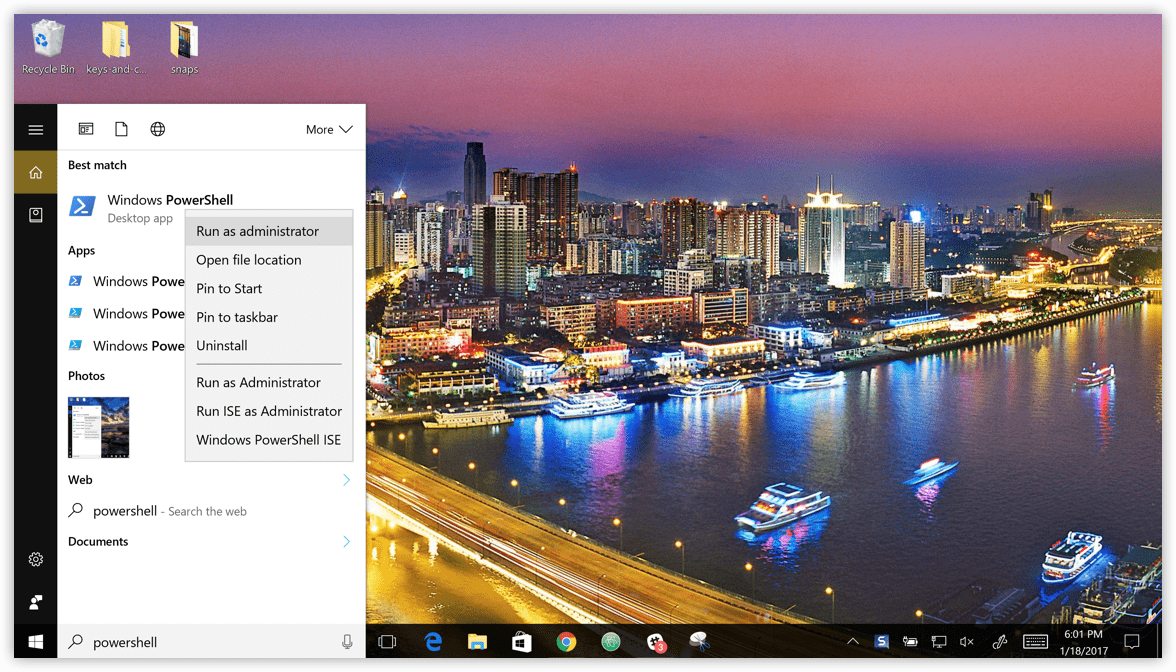 Recycle Bin
keys-and-c...
snaps
More
Best match
Windows PowerShell
Desktop app
Run as administrator
Open file location
Pin to Start
Pin to taskbar
Uninstall
Run as Administrator
Run ISE as Administrator
Windows PowerShell ISE
Apps
Windows Powe
Windows Powe
Windows Powe
Photos
Web
powershell - Search the web
Documents
powershell
3
S
6:01 PM
1/18/2017